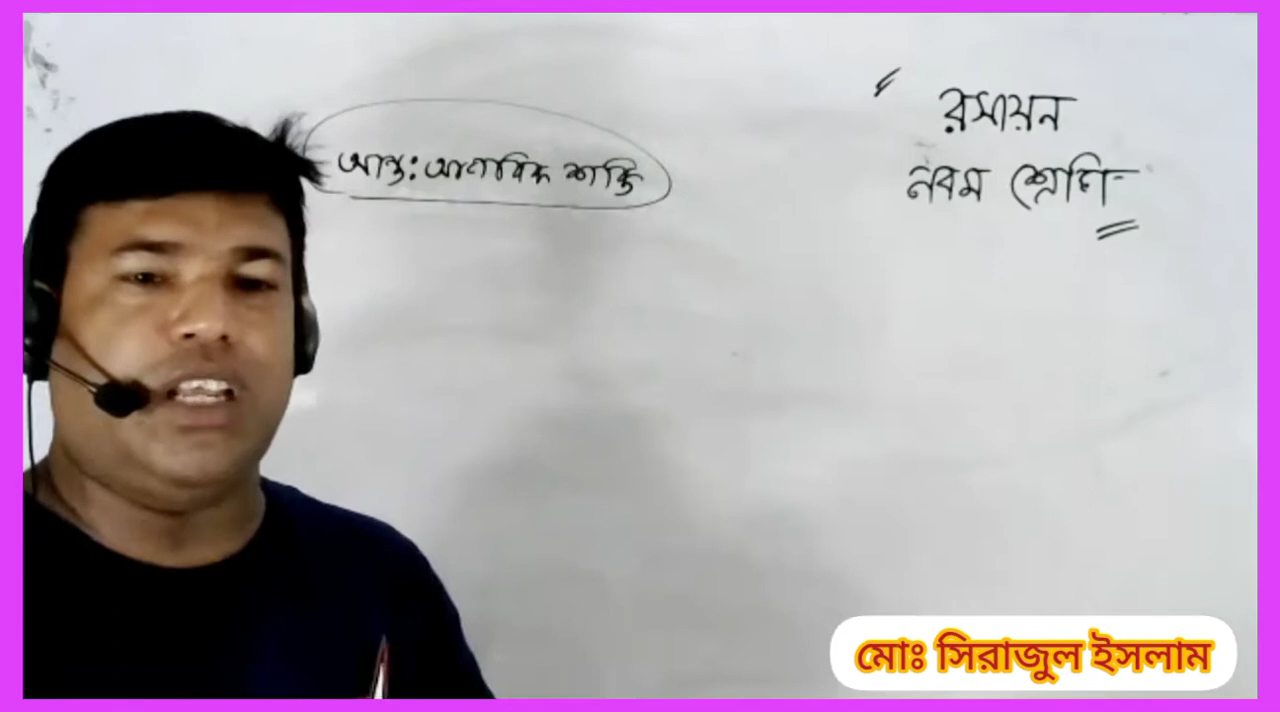 আন্ত:আণবিক শক্তি
রসায়ন
নবম শ্রেণি
মোঃ সিরাজুল ইসলাম